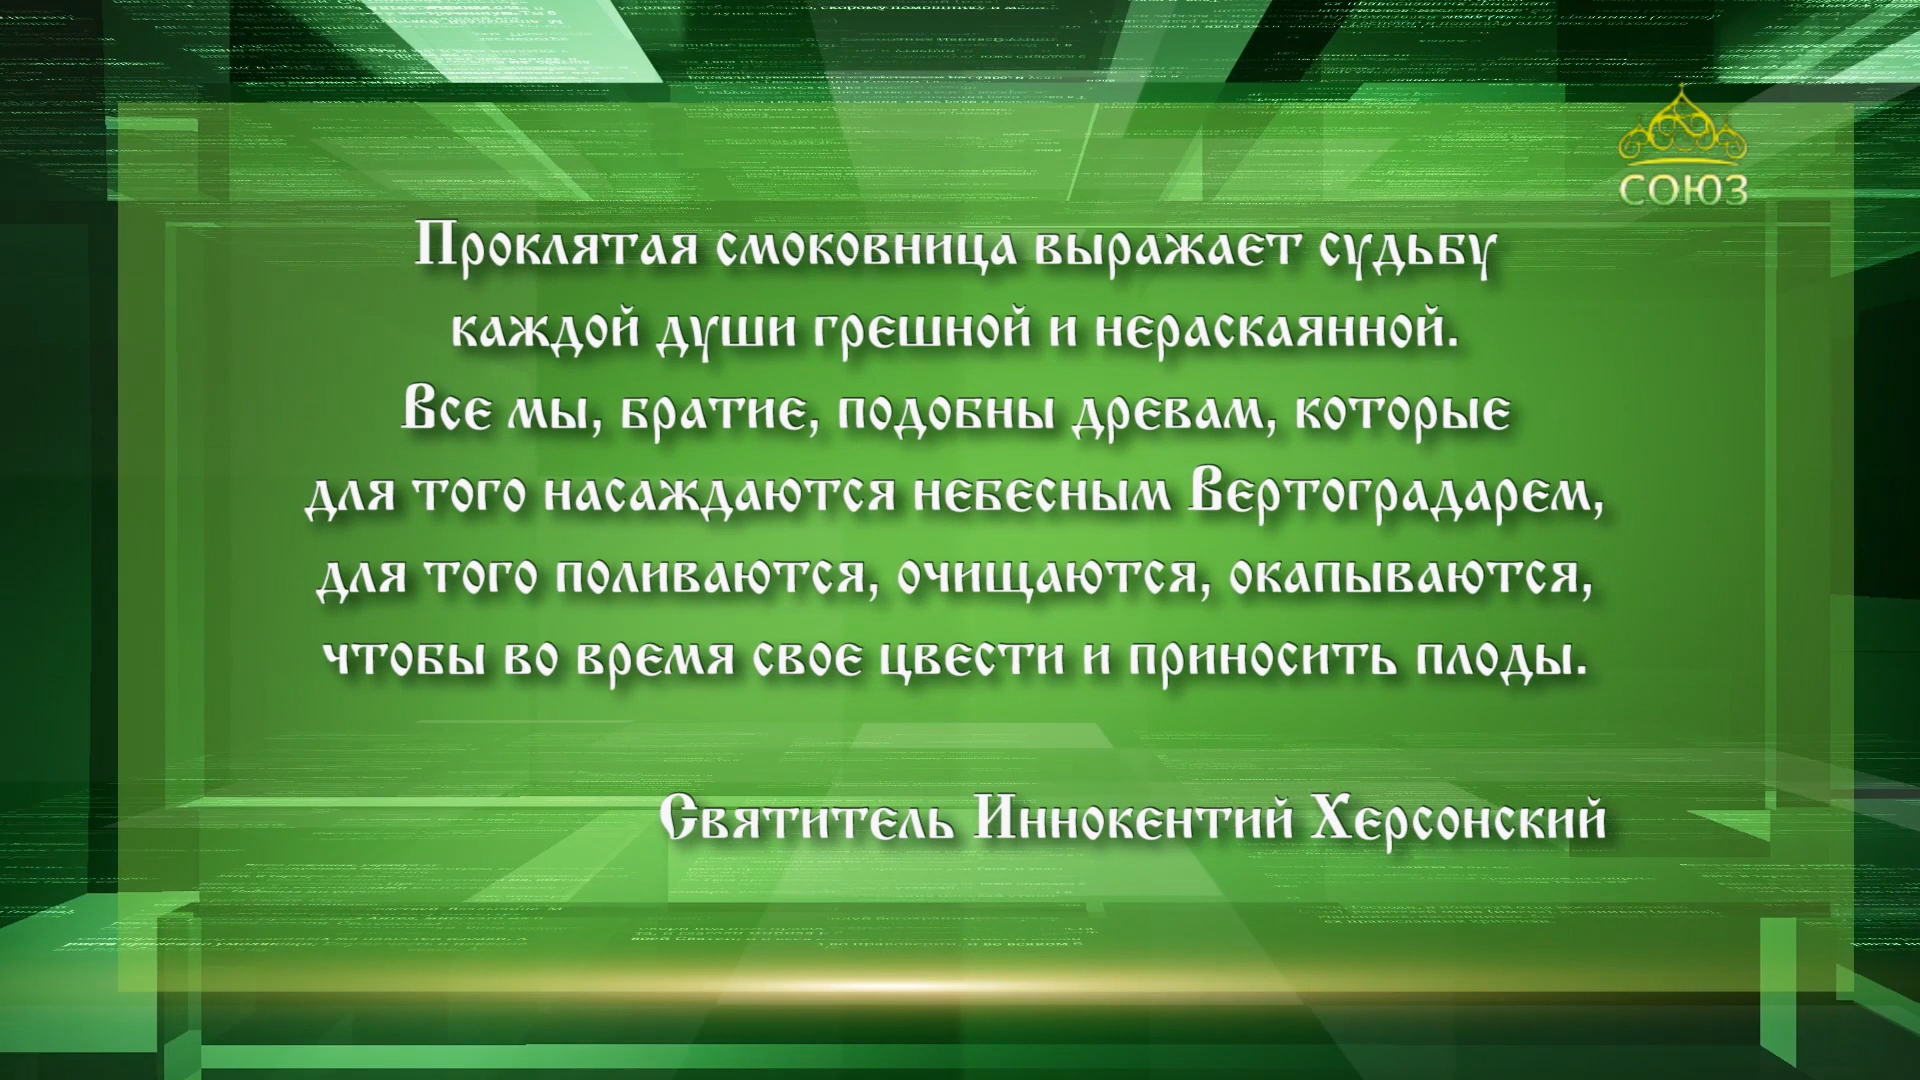 СОЮЗ
Проклятая смоковница выражает судьбу
каждой души грешной и нераскаянной.
Все мы, братие, подобны древам, которые
для того насаждаются небесным Вертоградарем,
для того поливаются, очищаются, окапываются,
чтобы во время свое цвести и приносить плоды.
Святитель Иннокентий Херсонский